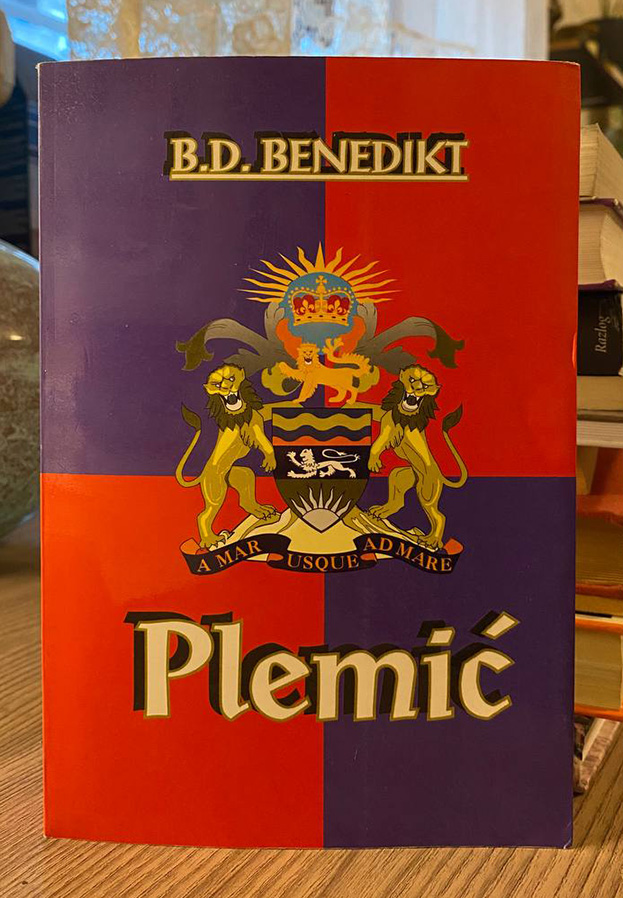 B.D. BENEDIKT
A MAR USQUE AD MARE
Plemić
Razlog